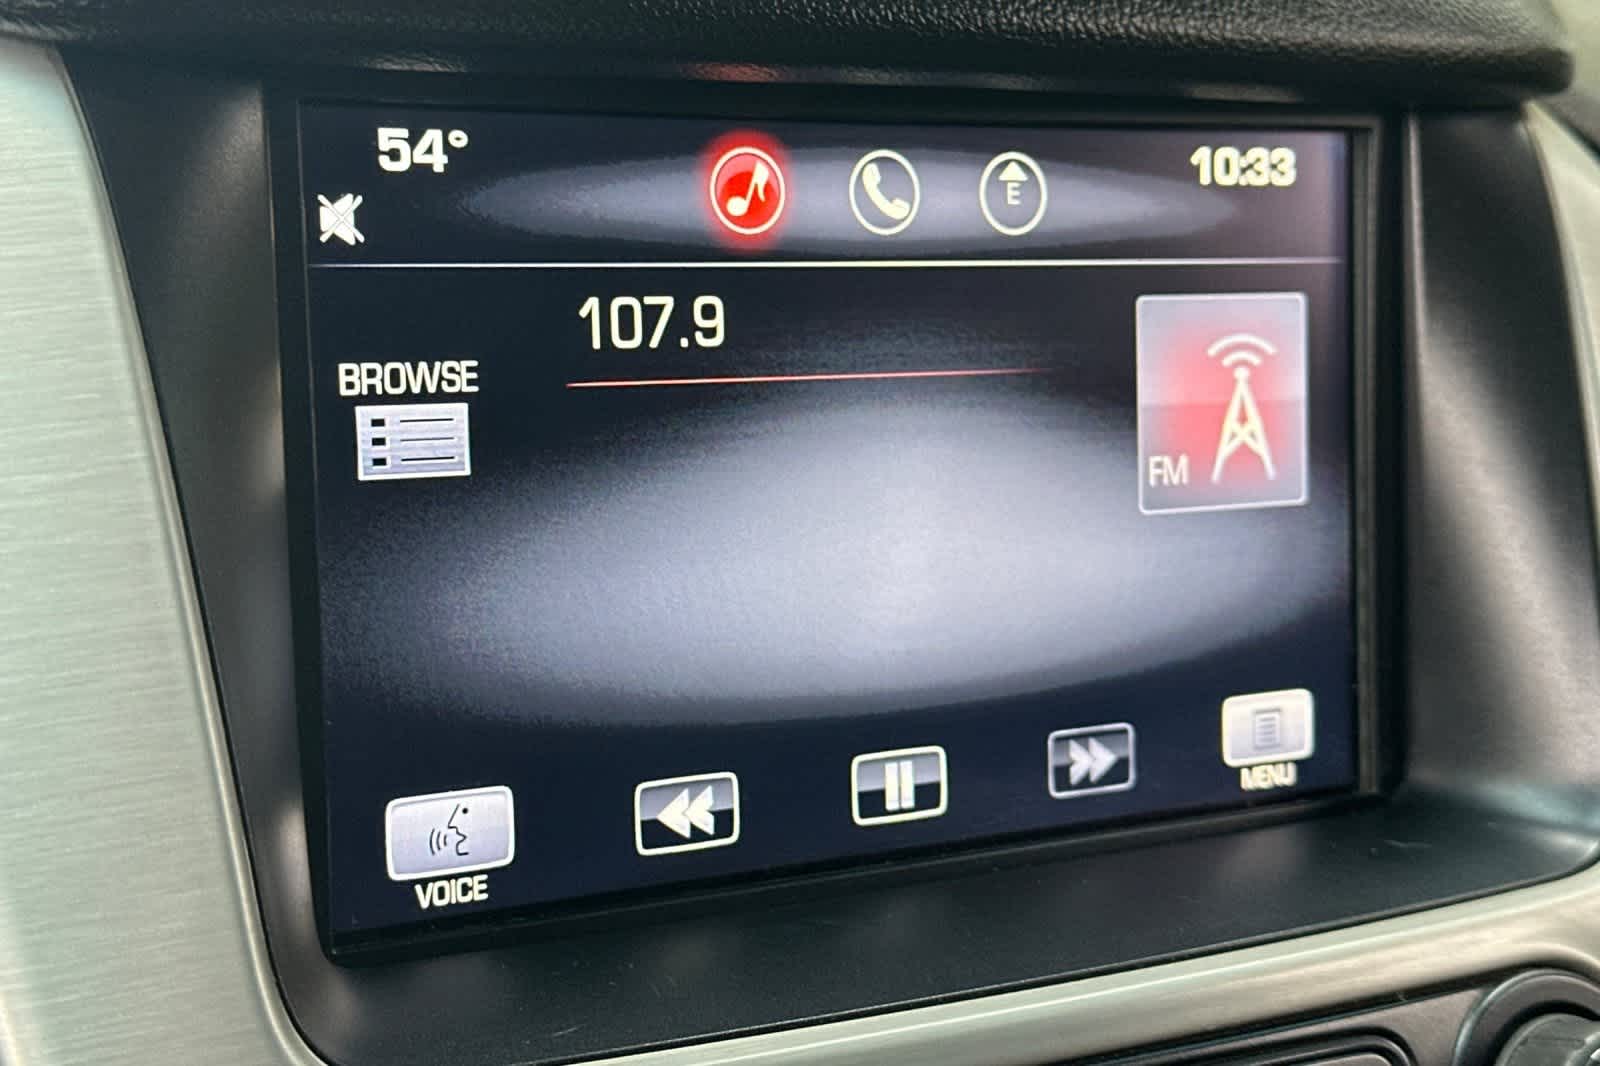 54°
E
10:33
107.9
BROWSE
FM
MENU
VOICE